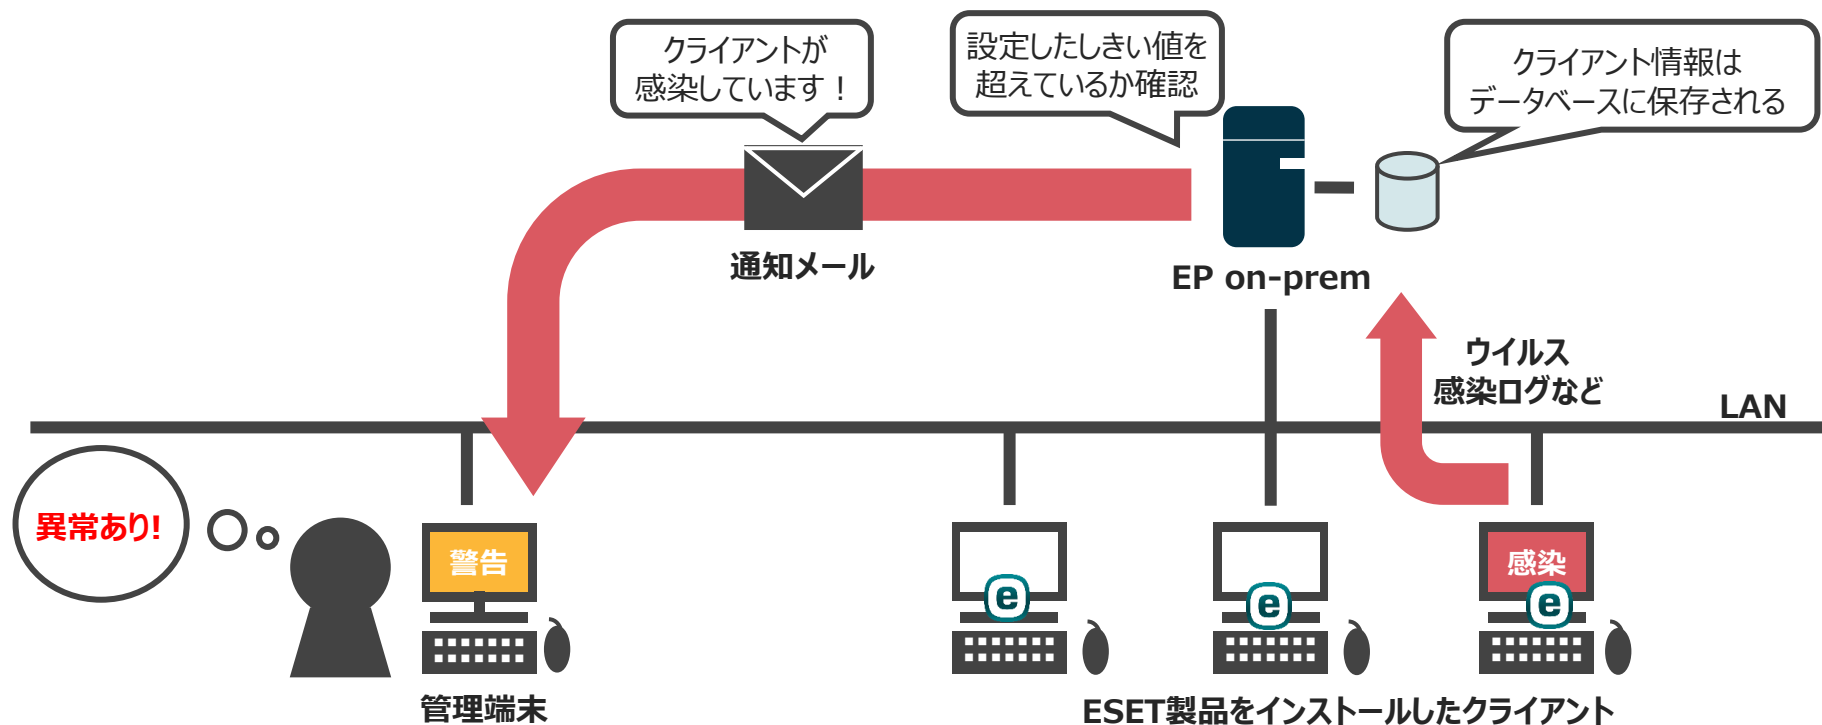 クライアントが
感染しています！
設定したしきい値を
超えているか確認
クライアント情報は
データベースに保存される
通知メール
EP on-prem
ウイルス
感染ログなど
LAN
異常あり!
警告
感染
e
e
e
管理端末
ESET製品をインストールしたクライアント